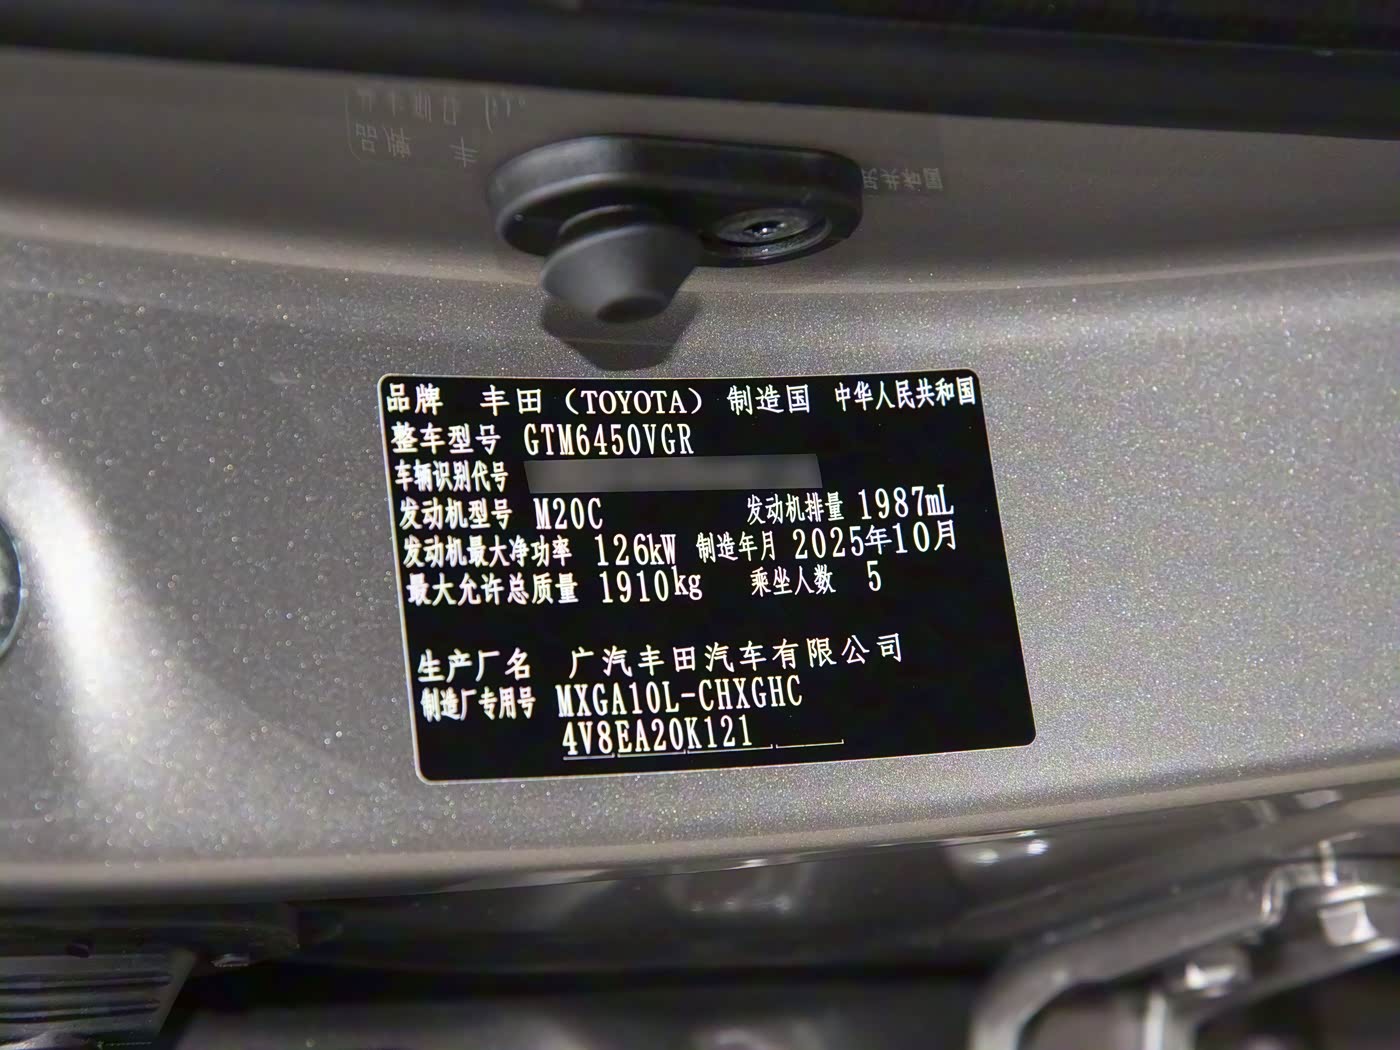 品牌 丰田（TOYOTA） 制造国 中华人民共和国
整车型号 GTM6450VGR
车辆识别代号
发动机型号 M20C 发动机排量 1987mL
发动机最大净功率 126kW 制造年月 2025年10月
最大允许总质量 1910kg 乘坐人数 5
生产厂名 广汽丰田汽车有限公司
制造厂专用号 MXGA10L-CHXGHC
4V8EA20K121